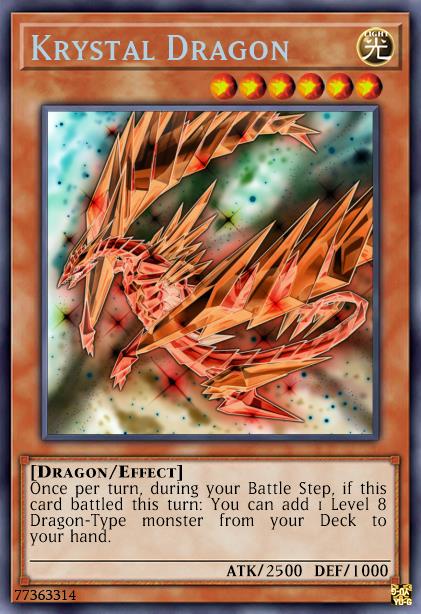 Krystal Dragon
LIGHT
光
[Dragon/Effect]
Once per turn, during your Battle Step, if this
card battled this turn: You can add 1 Level 8
Dragon-Type monster from your Deck to
your hand.
ATK/2500 DEF/1000
77363314